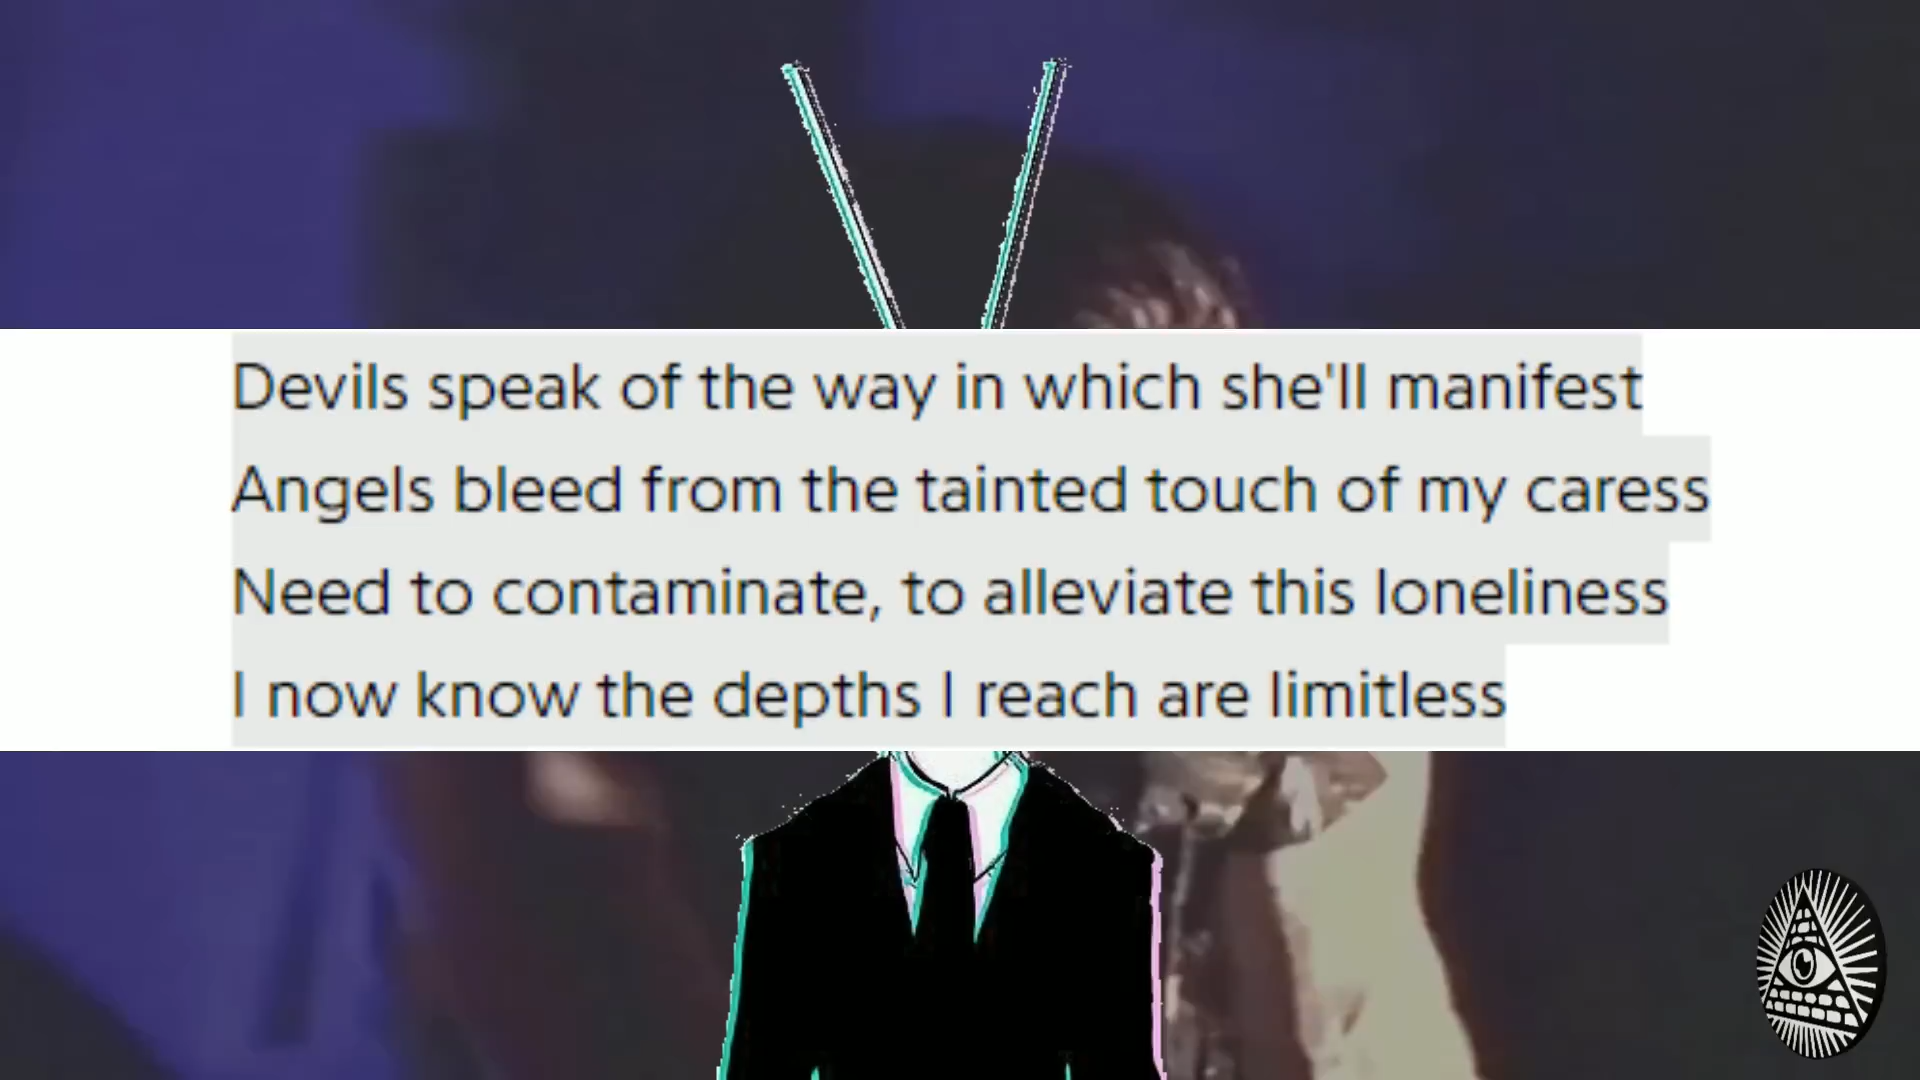 Devils speak of the way in which she'll manifest
Angels bleed from the tainted touch of my caress
Need to contaminate, to alleviate this loneliness
I now know the depths I reach are limitless